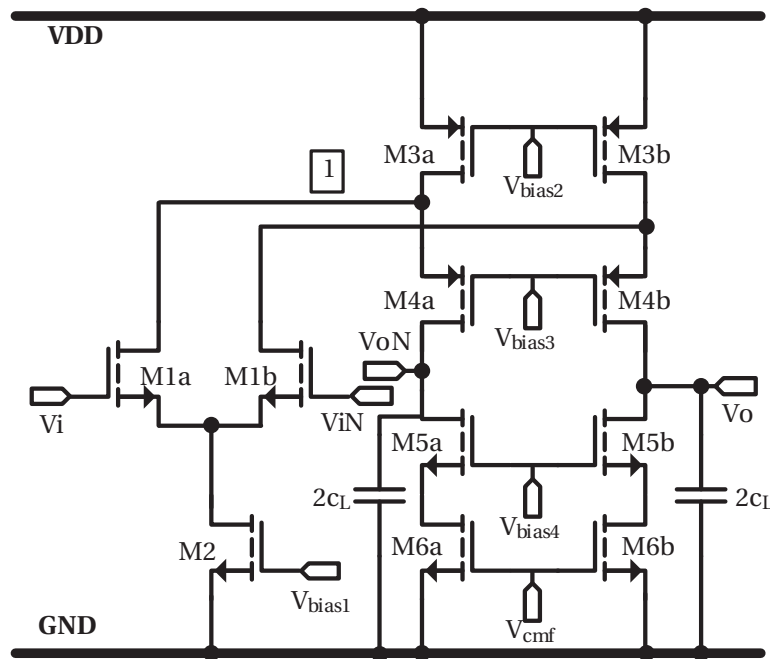 VDD
M3a
M3b
1
Vbias2
M4a
M4b
VoN
Vbias3
M1a
M1b
Vi
ViN
Vo
M5a
M5b
2cL
2cL
Vbias4
M2
M6a
M6b
Vbias1
GND
Vcmf